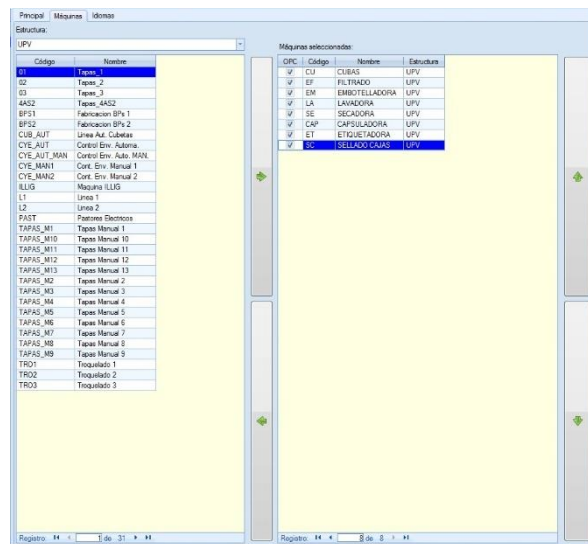 Principal Máquinas Idiomas
Estructura:
UPV
Máquinas seleccionadas:
Código Nombre
01 Tapas_1
02 Tapas_2
03 Tapas_3
4AS2 Tapas_4AS2
BPS1 Fabricacion BPs 1
BPS2 Fabricacion BPs 2
CUB_AUT Linea Aut. Cubetas
CYE_AUT Control Env. Automa.
CYE_AUT_MAN Control Env. Auto. MAN.
CYE_MAN1 Cont. Env. Manual 1
CYE_MAN2 Cont. Env. Manual 2
ILLIG Maquina ILLIG
L1 Linea 1
L2 Linea 2
PAST Pastores Electricos
TAPAS_M1 Tapas Manual 1
TAPAS_M10 Tapas Manual 10
TAPAS_M11 Tapas Manual 11
TAPAS_M12 Tapas Manual 12
TAPAS_M13 Tapas Manual 13
TAPAS_M2 Tapas Manual 2
TAPAS_M3 Tapas Manual 3
TAPAS_M4 Tapas Manual 4
TAPAS_M5 Tapas Manual 5
TAPAS_M6 Tapas Manual 6
TAPAS_M7 Tapas Manual 7
TAPAS_M8 Tapas Manual 8
TAPAS_M9 Tapas Manual 9
TRO1 Troquelado 1
TRO2 Troquelado 2
TRO3 Troquelado 3
Registro: 1 de 31
OPC Código Nombre Estructura
CU CUBAS UPV
EF FILTRADO UPV
EM EMBOTELLADORA UPV
LA LAVADORA UPV
SE SECADORA UPV
CAP CAPSULADORA UPV
ET ETIQUETADORA UPV
SC SELLADO CAJAS UPV
Registro: 8 de 8